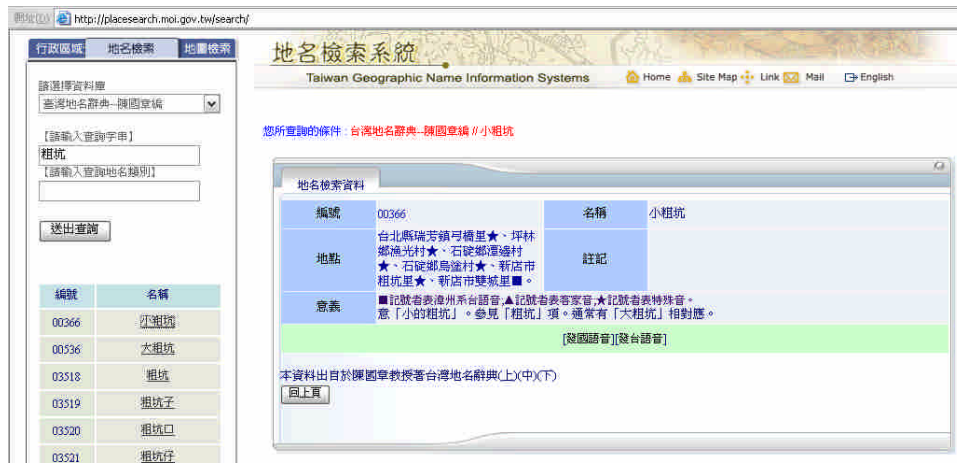 網址(D) http://placesearch.moi.gov.tw/search/
行政區域 地名檢索 地圖檢索
地名檢索系統
Taiwan Geographic Name Information Systems
Home Site Map Link Mail English
請選擇資料庫
臺灣地名辭典--陳國章編
【請輸入查詢字串】
粗坑
【請輸入查詢地名類別】
送出查詢
編號 名稱
00366 小粗坑
00536 大粗坑
03518 粗坑
03519 粗坑子
03520 粗坑口
03521 粗坑仔
您所查詢的條件 : 台灣地名辭典--陳國章編 // 小粗坑
地名檢索資料
編號 00366 名稱 小粗坑
地點 台北縣瑞芳鎮弓橋里★、坪林
鄉漁光村★、石碇鄉潭邊村
★、石碇鄉烏塗村★、新店市
粗坑里★、新店市雙城里■。
註記
意義 ■記號者表漳州系台語音;▲記號者表客家音;★記號者表特殊音。
意「小的粗坑」。參見「粗坑」項。通常有「大粗坑」相對應。
[發國語音][發台語音]
本資料出自於陳國章教授著台灣地名辭典(上)(中)(下)
回上頁